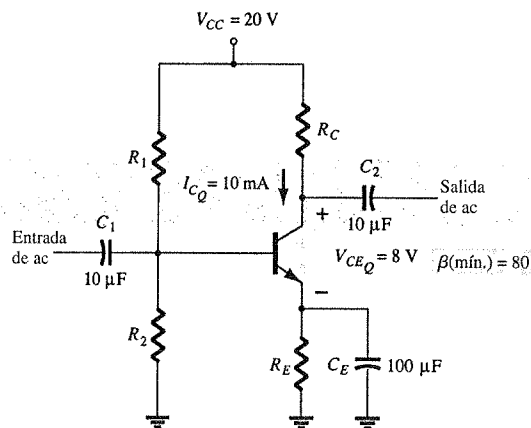 V_CC = 20 V
R_1
R_C
I_CQ = 10 mA
C_2
10 µF
Salida
de ac
+
C_1
Entrada
de ac
10 µF
V_CEQ = 8 V
β(mín.) = 80
−
R_2
R_E
C_E
100 µF